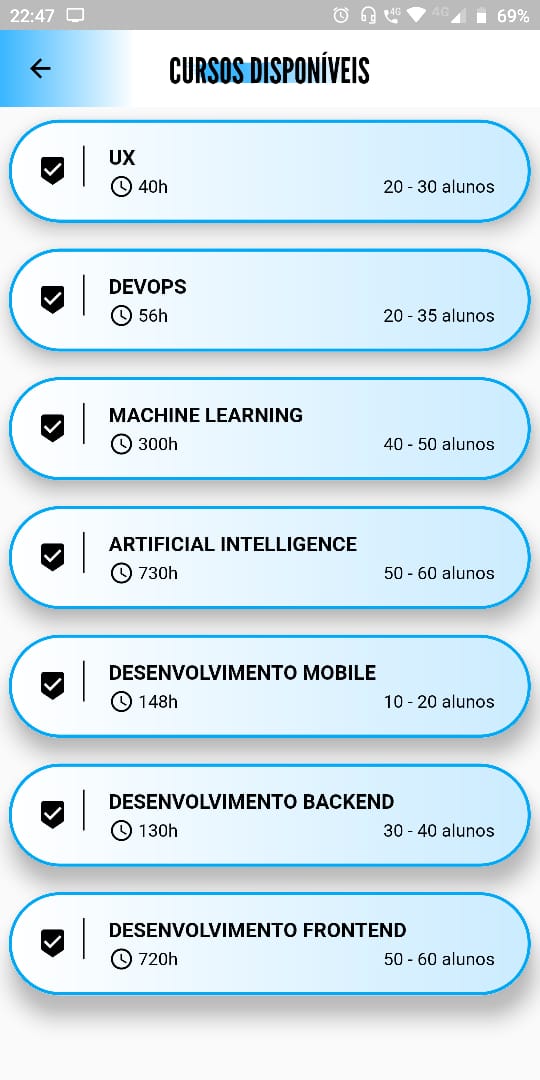 22:47 4G 4G 69%
CURSOS DISPONÍVEIS
UX
40h 20 - 30 alunos
DEVOPS
56h 20 - 35 alunos
MACHINE LEARNING
300h 40 - 50 alunos
ARTIFICIAL INTELLIGENCE
730h 50 - 60 alunos
DESENVOLVIMENTO MOBILE
148h 10 - 20 alunos
DESENVOLVIMENTO BACKEND
130h 30 - 40 alunos
DESENVOLVIMENTO FRONTEND
720h 50 - 60 alunos